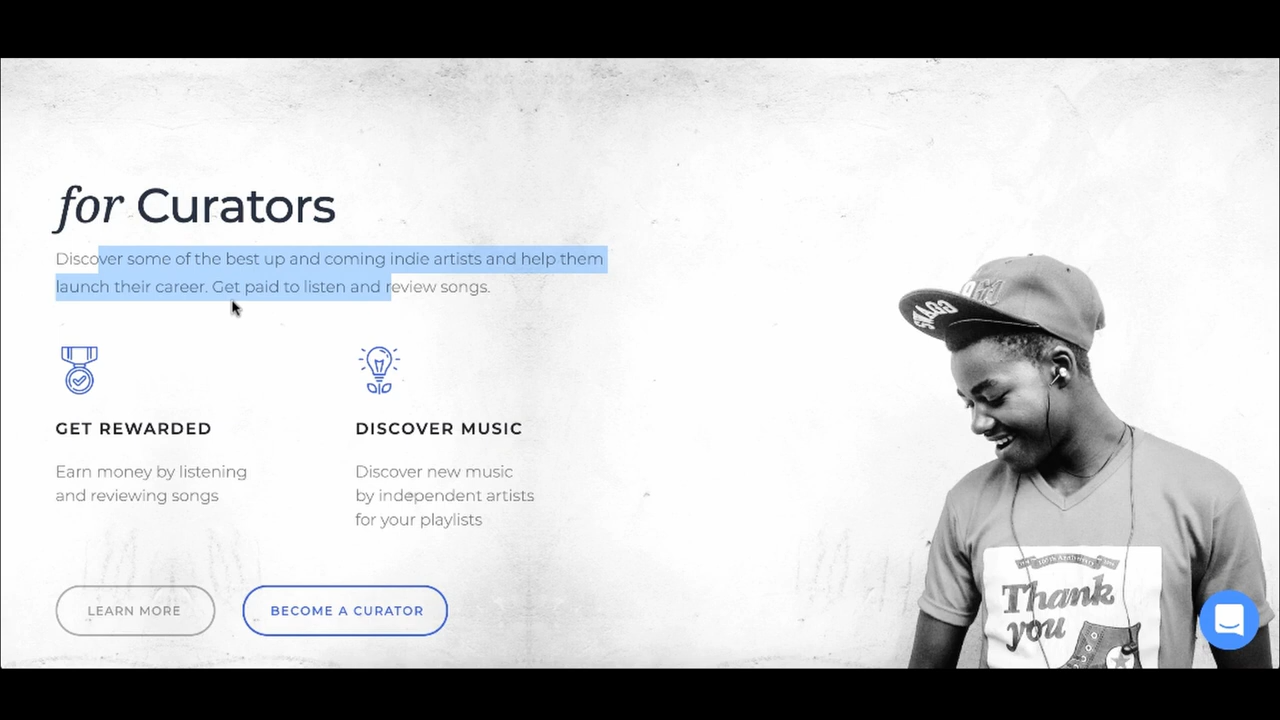 for Curators
Discover some of the best up and coming indie artists and help them
launch their career. Get paid to listen and review songs.
GET REWARDED
Earn money by listening
and reviewing songs
DISCOVER MUSIC
Discover new music
by independent artists
for your playlists
LEARN MORE
BECOME A CURATOR
SWAG3
Thank
you